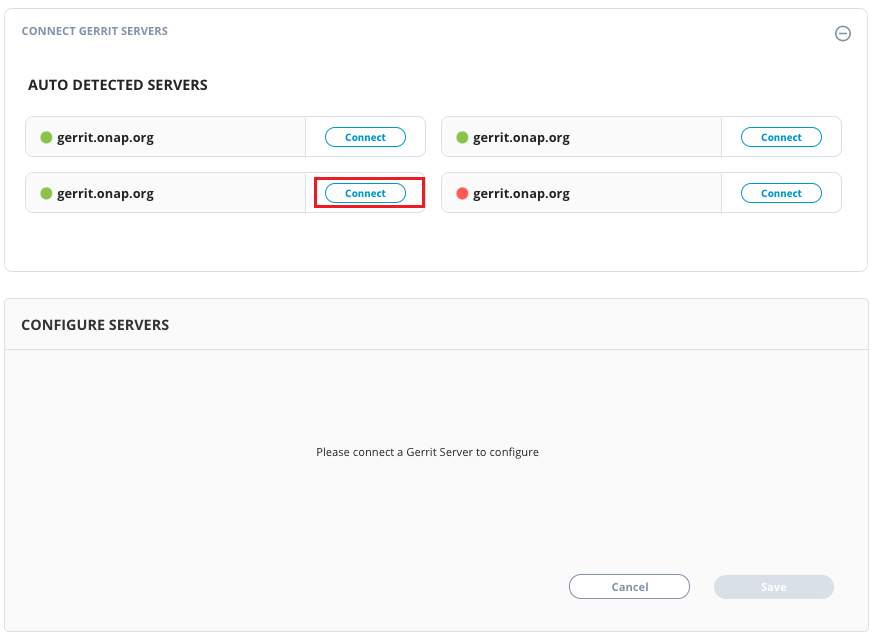 CONNECT GERRIT SERVERS
AUTO DETECTED SERVERS
gerrit.onap.org Connect gerrit.onap.org Connect
gerrit.onap.org Connect gerrit.onap.org Connect
CONFIGURE SERVERS
Please connect a Gerrit Server to configure
Cancel Save